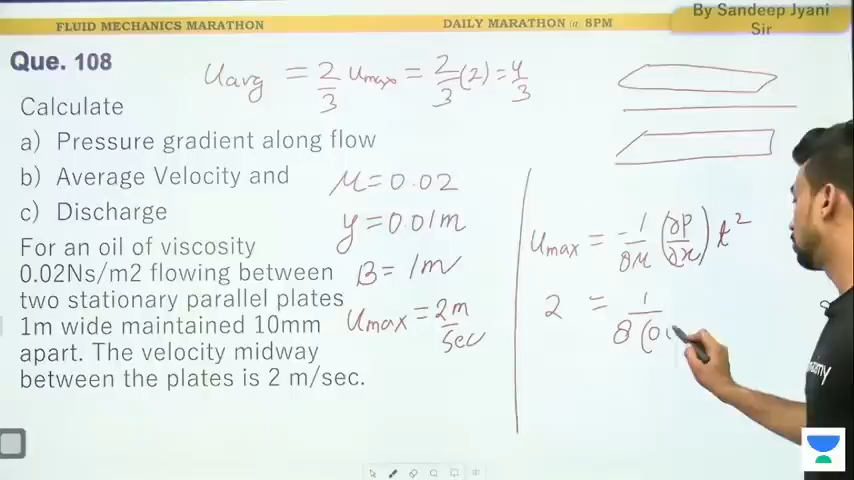 FLUID MECHANICS MARATHON
DAILY MARATHON @ 8PM
By Sandeep Jyani
Sir
Que. 108
Uavg = 2/3 Umax = 2/3 (2) = 4/3
Calculate
a) Pressure gradient along flow
b) Average Velocity and
c) Discharge
For an oil of viscosity
0.02Ns/m2 flowing between
two stationary parallel plates
1m wide maintained 10mm
apart. The velocity midway
between the plates is 2 m/sec.
μ = 0.02
y = 0.01m
B = 1m
Umax = 2m/sec
Umax = -1/8μ (∂P/∂x) t²
2 = 1/8(0.